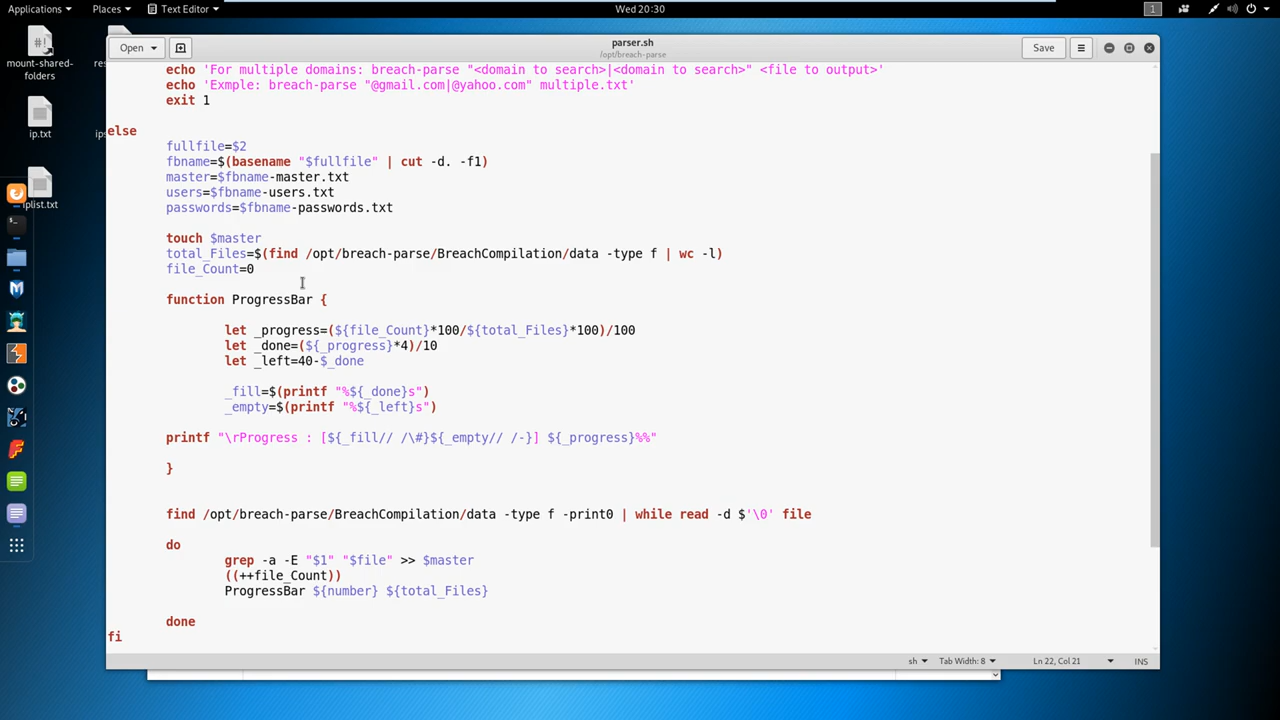 Applications Places Text Editor Wed 20:30 1
mount-shared-folders
ip.txt
iplist.txt
Open parser.sh Save
/opt/breach-parse
echo 'For multiple domains: breach-parse "<domain to search>|<domain to search>" <file to output>'
echo 'Exmple: breach-parse "@gmail.com|@yahoo.com" multiple.txt'
exit 1
else
fullfile=$2
fbname=$(basename "$fullfile" | cut -d. -f1)
master=$fbname-master.txt
users=$fbname-users.txt
passwords=$fbname-passwords.txt
touch $master
total_Files=$(find /opt/breach-parse/BreachCompilation/data -type f | wc -l)
file_Count=0
function ProgressBar {
let _progress=(${file_Count}*100/${total_Files}*100)/100
let _done=(${_progress}*4)/10
let _left=40-$_done
_fill=$(printf "%${_done}s")
_empty=$(printf "%${_left}s")
printf "\rProgress : [${_fill// /\#}${_empty// /-}] ${_progress}%%"
}
find /opt/breach-parse/BreachCompilation/data -type f -print0 | while read -d $'\0' file
do
grep -a -E "$1" "$file" >> $master
((++file_Count))
ProgressBar ${number} ${total_Files}
done
fi
sh Tab Width: 8 Ln 22, Col 21 INS